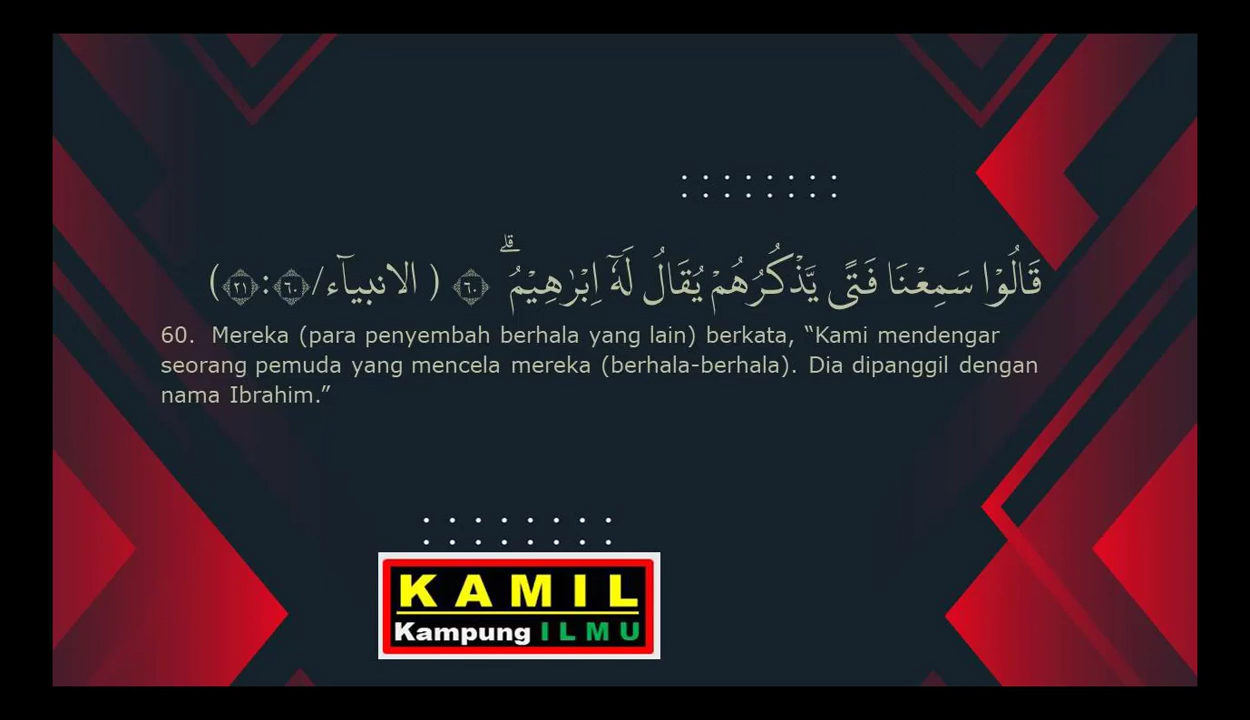 قَالُوْا سَمِعْنَا فَتًى يَّذْكُرُهُمْ يُقَالُ لَهٗٓ اِبْرٰهِيْمُ ۗ ٦٠ ( الانبياۤء/٢١:٦٠)
60. Mereka (para penyembah berhala yang lain) berkata, “Kami mendengar
seorang pemuda yang mencela mereka (berhala-berhala). Dia dipanggil dengan
nama Ibrahim.”
KAMIL
Kampung ILMU